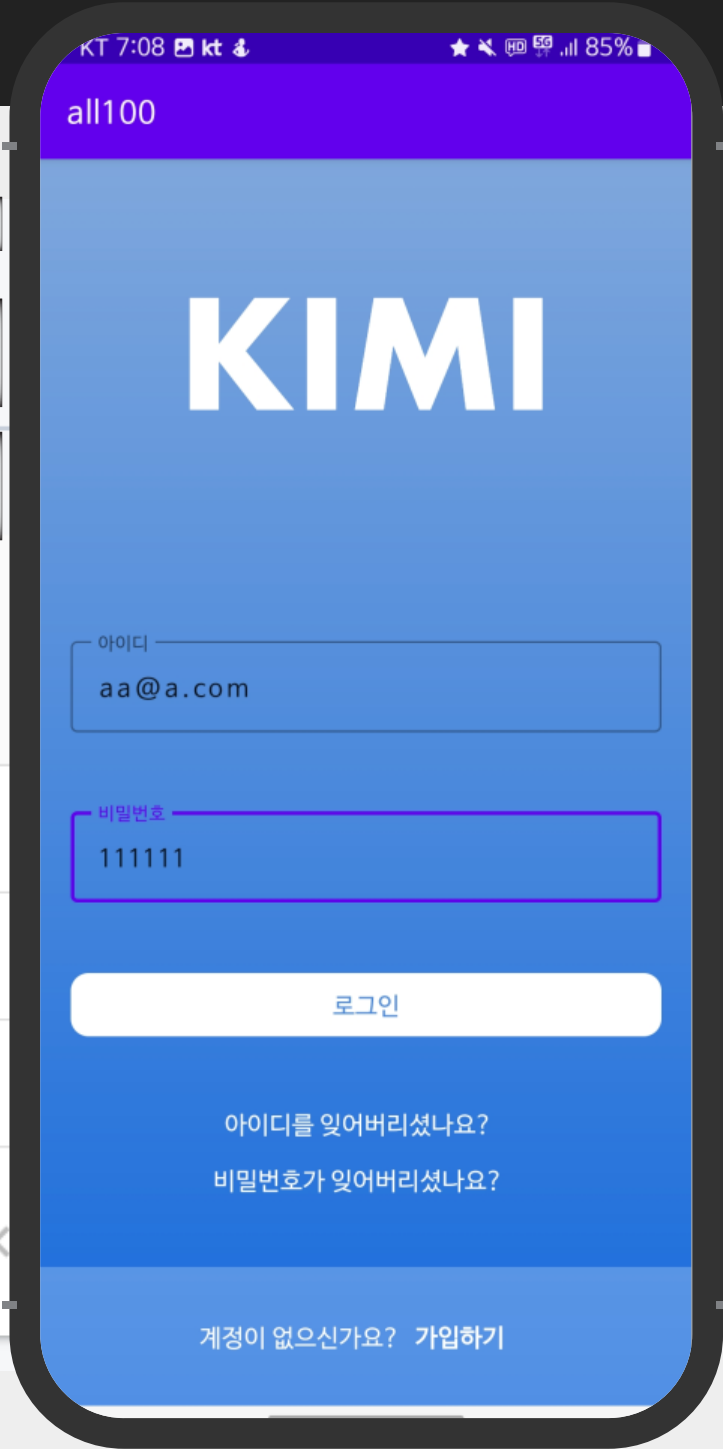 KT 7:08 kt HD 5G 85%
all100
KIMI
아이디
aa@a.com
비밀번호
111111
로그인
아이디를 잊어버리셨나요?
비밀번호가 잊어버리셨나요?
계정이 없으신가요? 가입하기